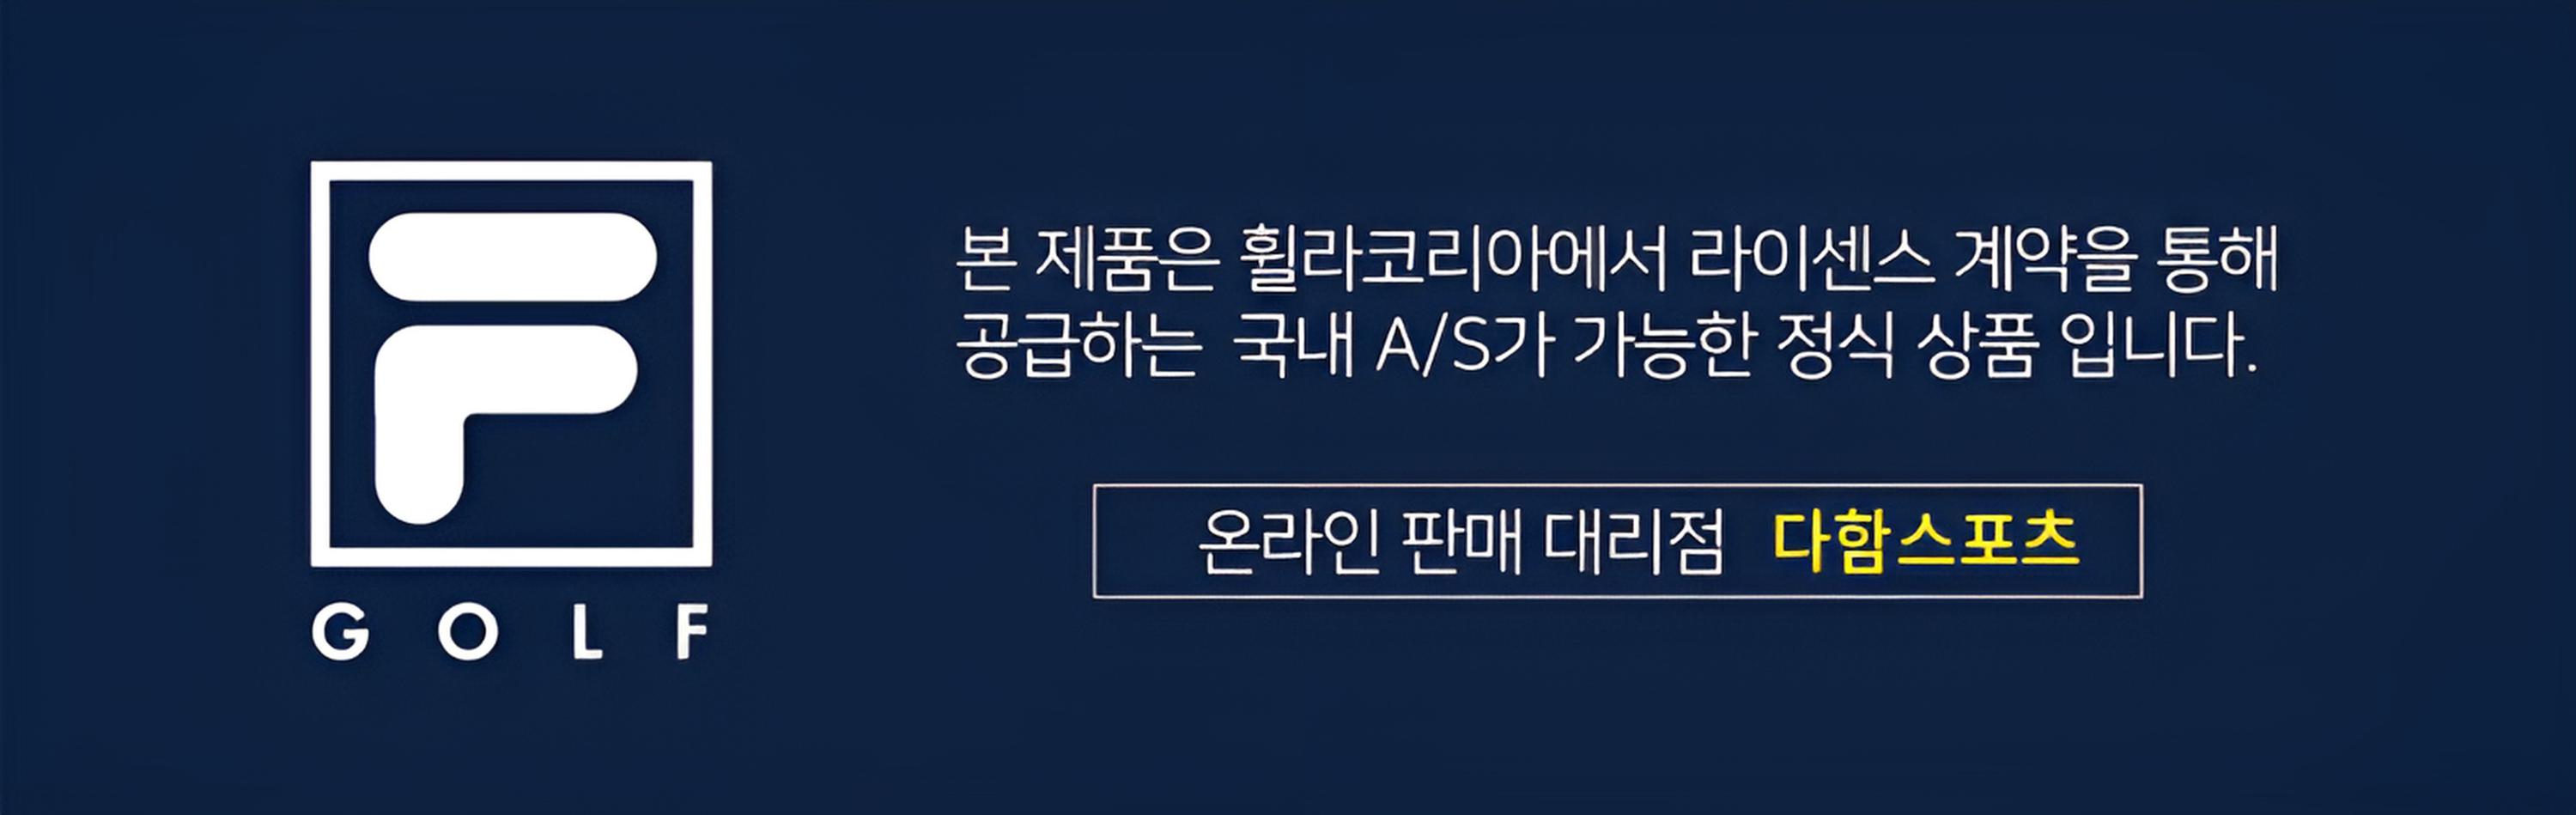 F
GOLF
본 제품은 휠라코리아에서 라이센스 계약을 통해
공급하는 국내 A/S가 가능한 정식 상품 입니다.
온라인 판매 대리점 다함스포츠